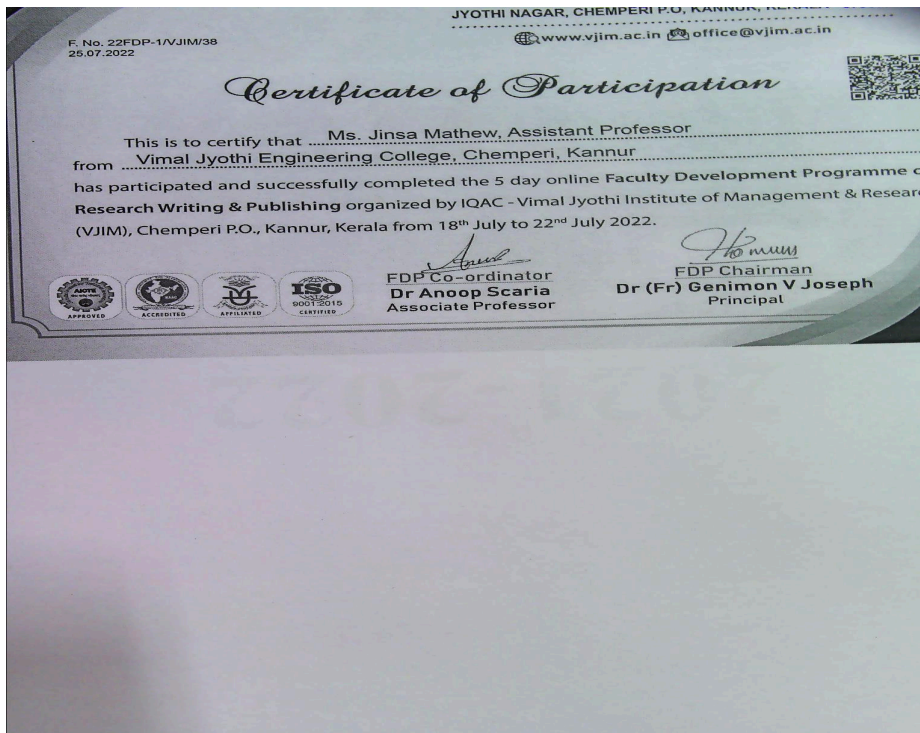 JYOTHI NAGAR, CHEMPERI P.O, KANNUR,
www.vjim.ac.in office@vjim.ac.in
F. No. 22FDP-1/VJIM/38
25.07.2022
Certificate of Participation
This is to certify that Ms. Jinsa Mathew, Assistant Professor
from Vimal Jyothi Engineering College, Chemperi, Kannur
has participated and successfully completed the 5 day online Faculty Development Programme
Research Writing & Publishing organized by IQAC - Vimal Jyothi Institute of Management &
(VJIM), Chemperi P.O., Kannur, Kerala from 18th July to 22nd July 2022.
FDP Co-ordinator
Dr Anoop Scaria
Associate Professor
FDP Chairman
Dr (Fr) Genimon V Joseph
Principal
AICTE
APPROVED
ACCREDITED
AFFILIATED
ISO
9001:2015
CERTIFIED